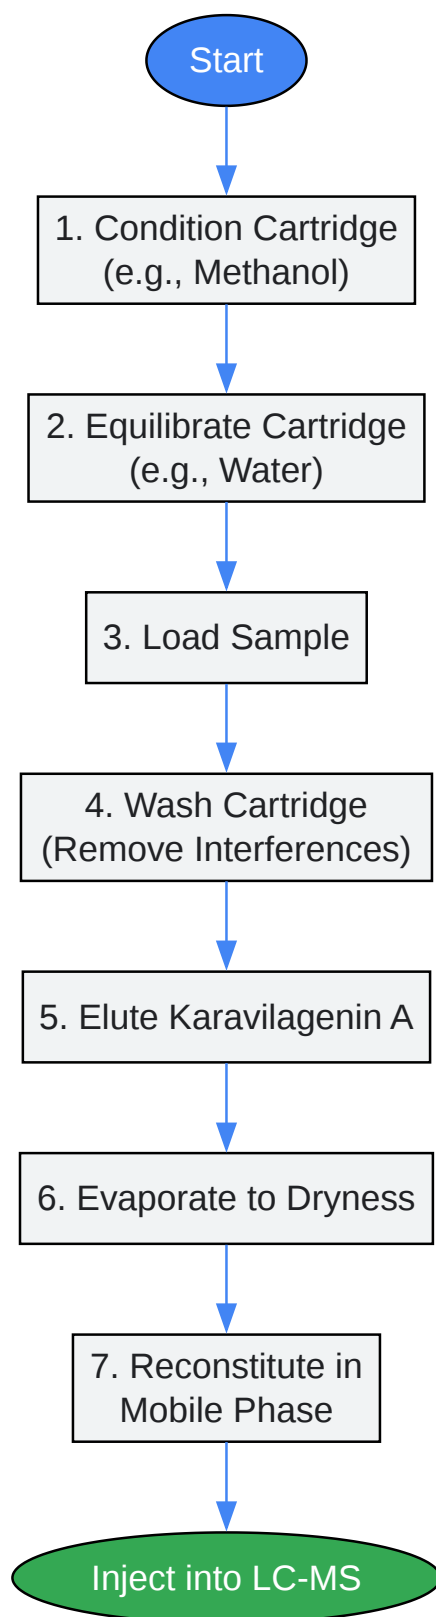 Start
1. Condition Cartridge
(e.g., Methanol)
2. Equilibrate Cartridge
(e.g., Water)
3. Load Sample
4. Wash Cartridge
(Remove Interferences)
5. Elute Karavilagenin A
6. Evaporate to Dryness
7. Reconstitute in
Mobile Phase
Inject into LC-MS